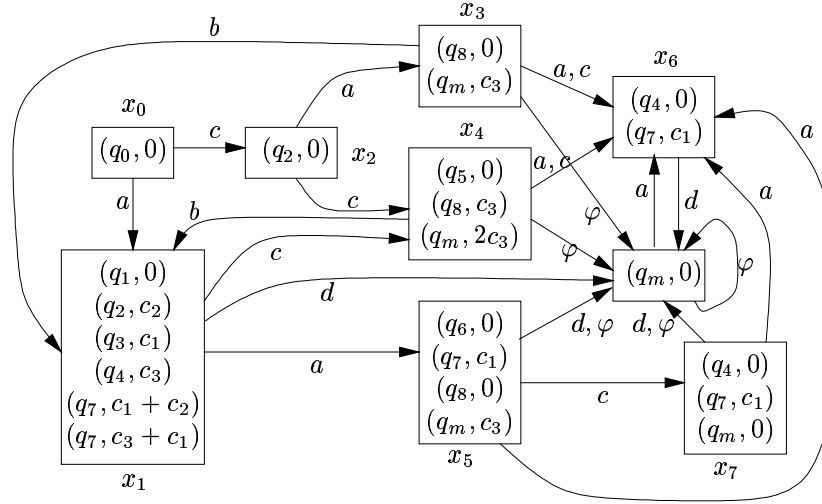 x₃
b
(q₈, 0)
(qₘ, c₃)
a, c
x₆
(q₄, 0)
(q₇, c₁)
a
x₀
(q₀, 0)
c
(q₂, 0)
x₂
a
x₄
(q₅, 0)
(q₈, c₃)
(qₘ, 2c₃)
a, c
a
c
b
φ
φ
a
d
a
x₁
(q₁, 0)
(q₂, c₂)
(q₃, c₁)
(q₄, c₃)
(q₇, c₁ + c₂)
(q₇, c₃ + c₁)
c
d
(qₘ, 0)
φ
a
(q₆, 0)
(q₇, c₁)
(q₈, 0)
(qₘ, c₃)
x₅
d, φ
d, φ
c
(q₄, 0)
(q₇, c₁)
(qₘ, 0)
x₇